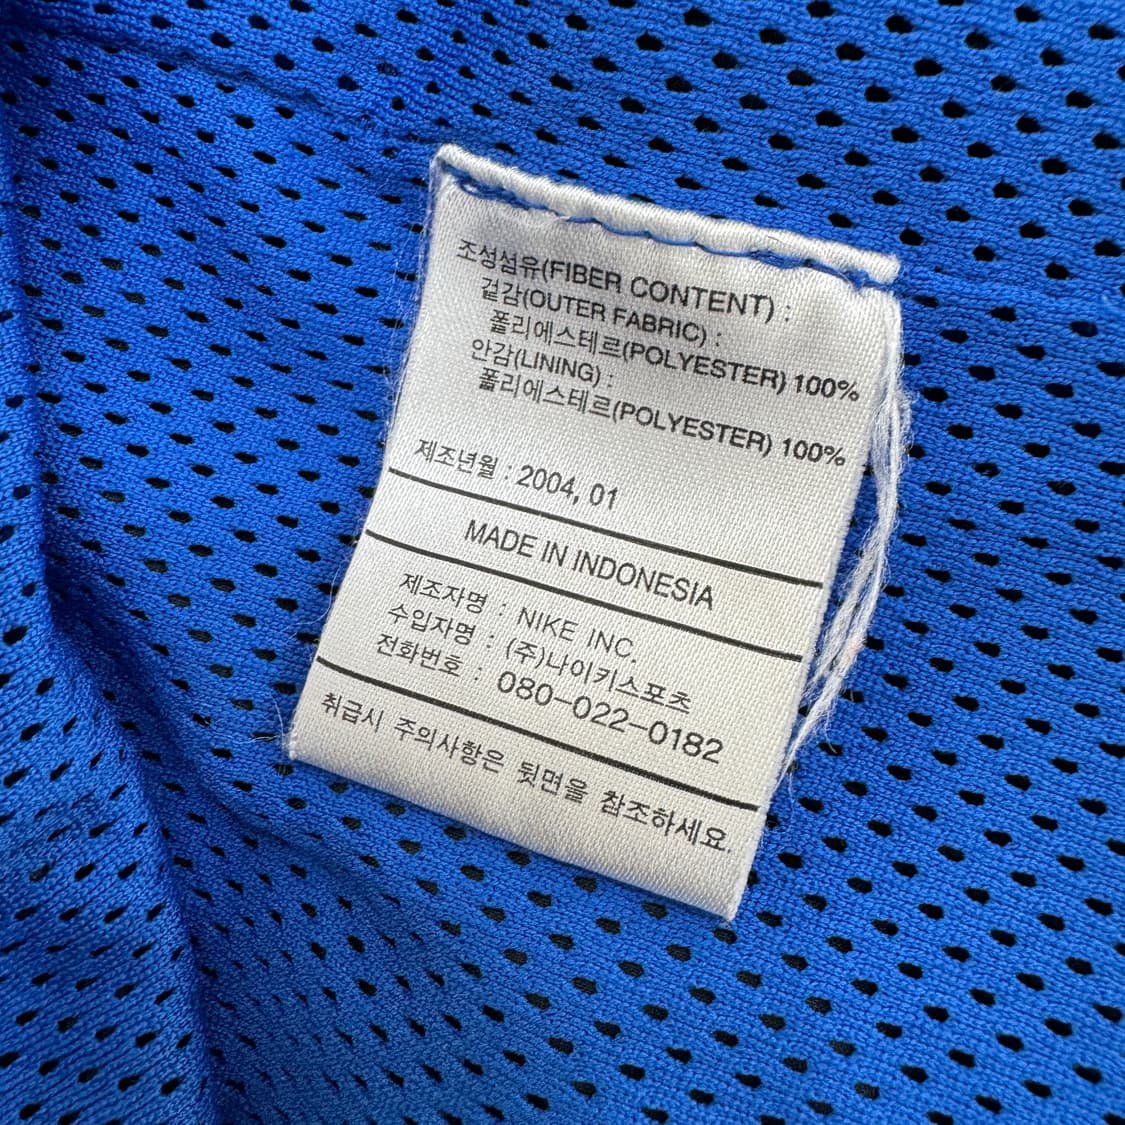 조성섬유(FIBER CONTENT) :
겉감(OUTER FABRIC) :
폴리에스테르(POLYESTER) 100%
안감(LINING) :
폴리에스테르(POLYESTER) 100%
제조년월 : 2004, 01
MADE IN INDONESIA
제조자명 : NIKE INC.
수입자명 : (주)나이키스포츠
전화번호 : 080-022-0182
취급시 주의사항은 뒷면을 참조하세요.